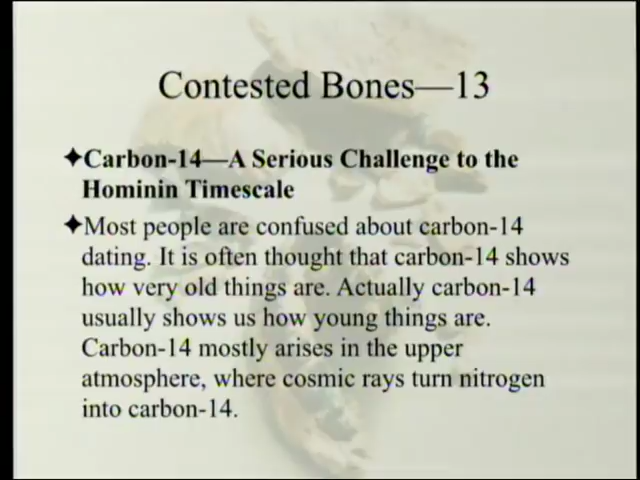 Contested Bones—13
✦Carbon-14—A Serious Challenge to the
Hominin Timescale
✦Most people are confused about carbon-14
dating. It is often thought that carbon-14 shows
how very old things are. Actually carbon-14
usually shows us how young things are.
Carbon-14 mostly arises in the upper
atmosphere, where cosmic rays turn nitrogen
into carbon-14.